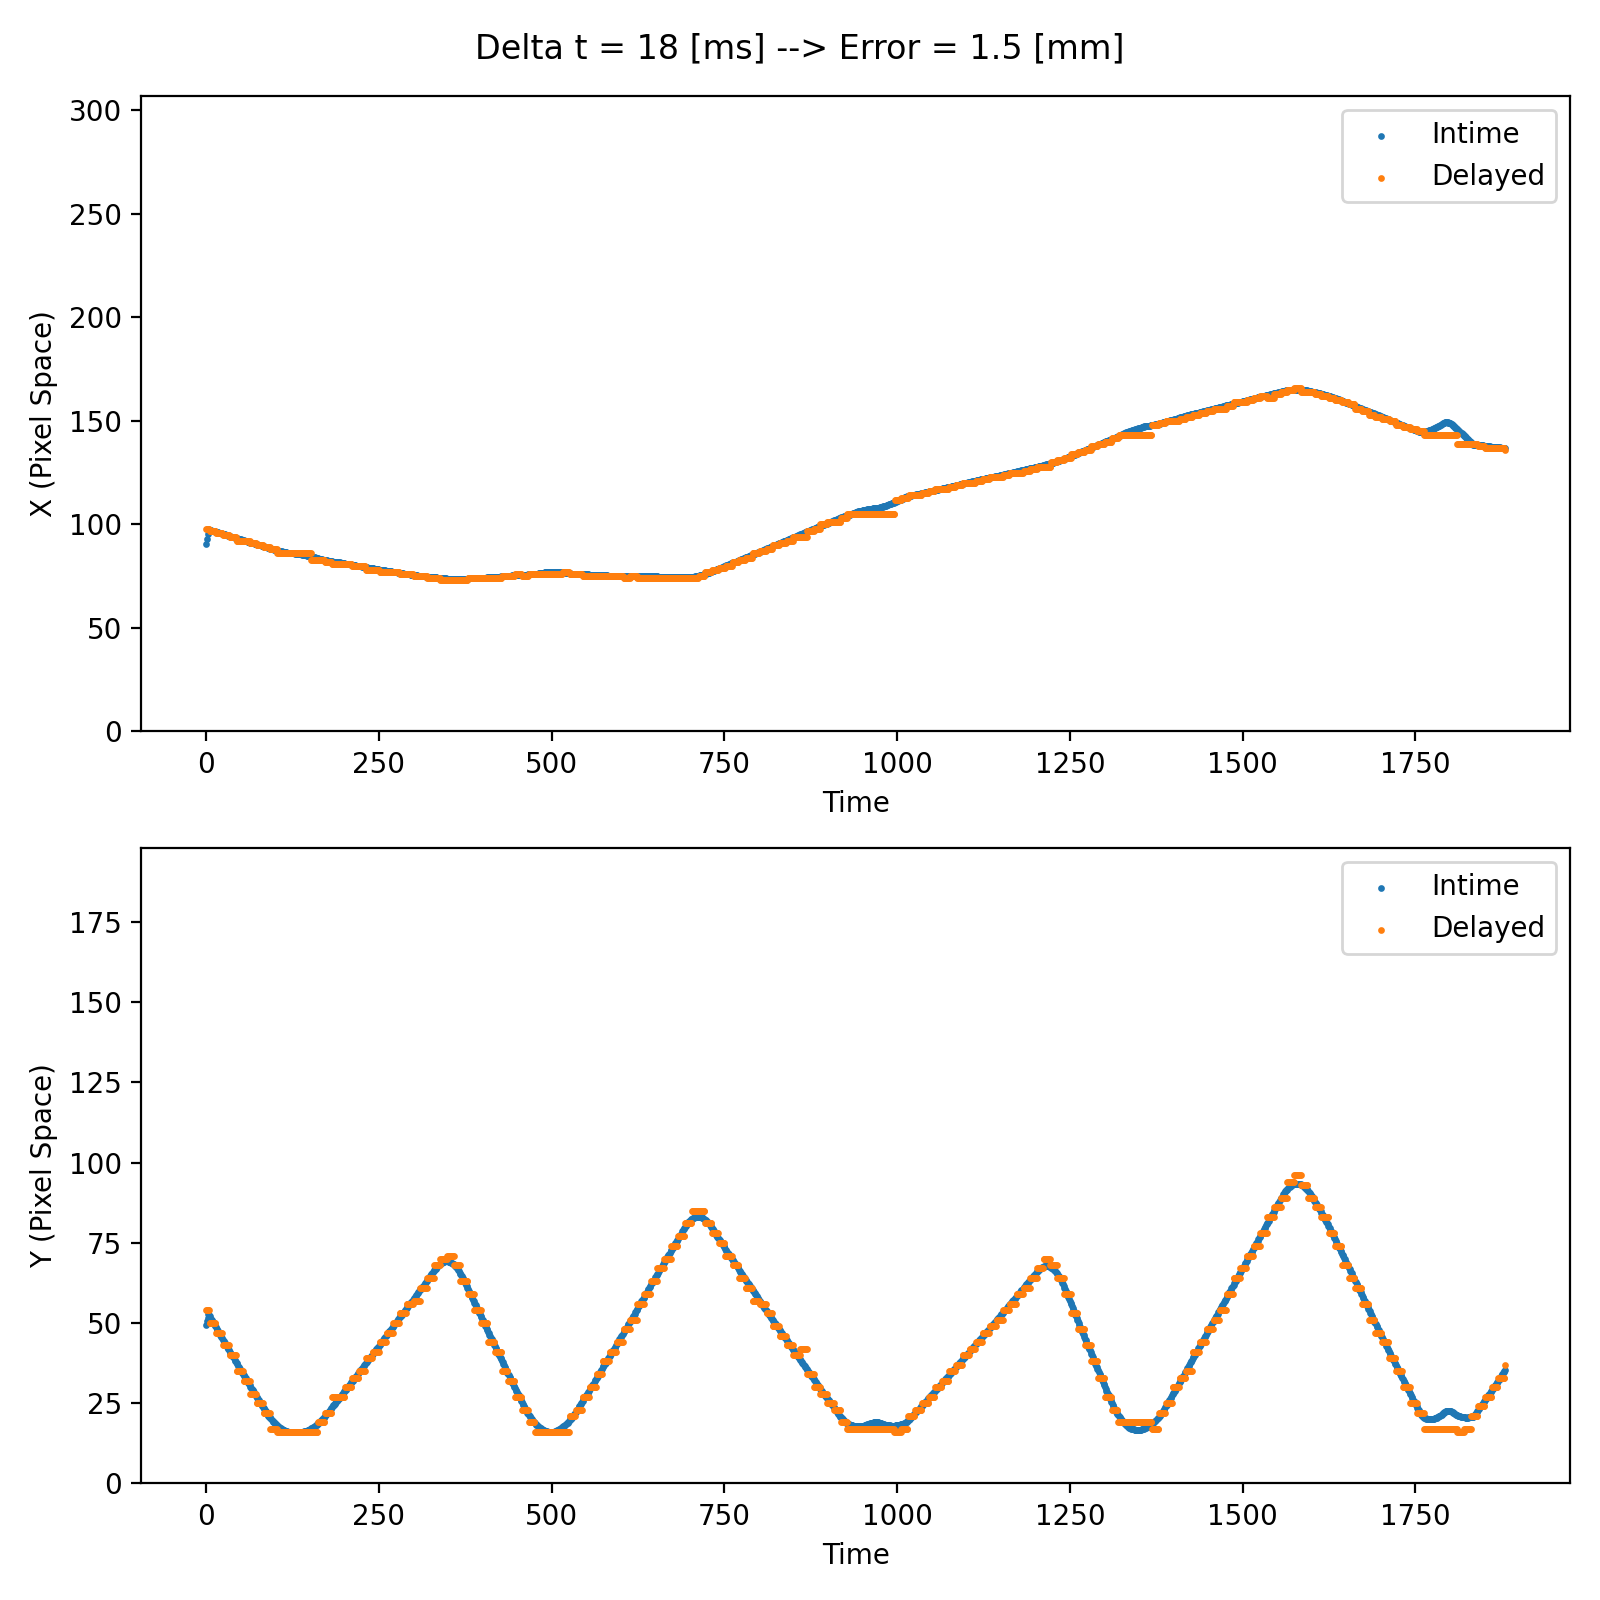 Delta t = 18 [ms] --> Error = 1.5 [mm]
300
250
200
150
100
50
0
X (Pixel Space)
Intime
Delayed
0 250 500 750 1000 1250 1500 1750
Time
175
150
125
100
75
50
25
0
Y (Pixel Space)
Intime
Delayed
0 250 500 750 1000 1250 1500 1750
Time